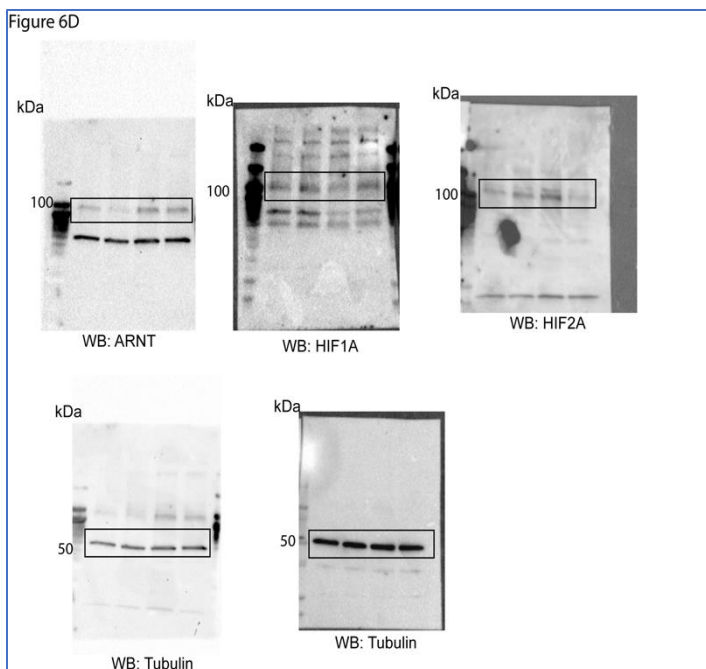 Figure 6D
kDa
100
WB: ARNT
kDa
100
WB: HIF1A
kDa
100
WB: HIF2A
kDa
50
WB: Tubulin
kDa
50
WB: Tubulin